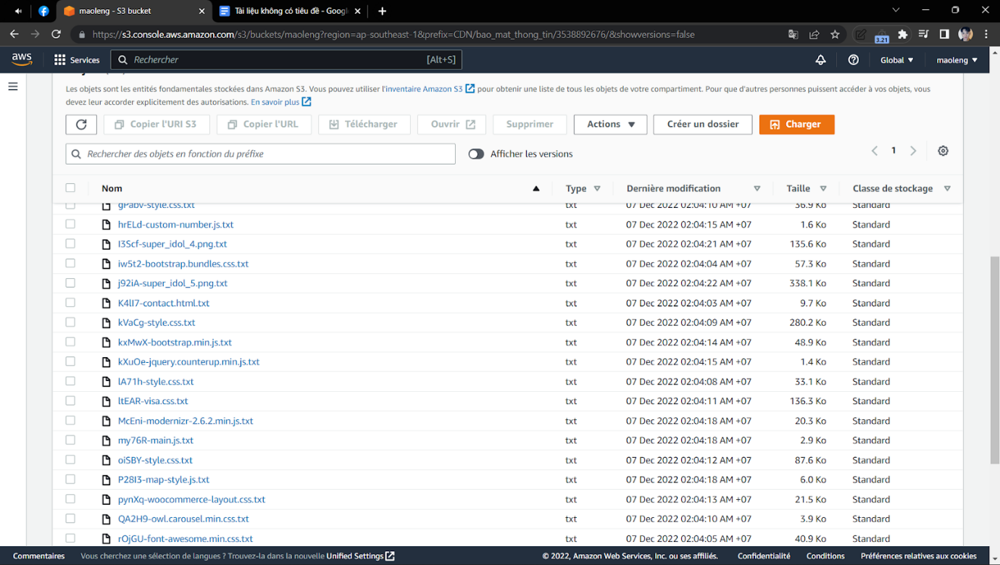 maoleng - S3 bucket
Tài liệu không có tiêu đề - Google
https://s3.console.aws.amazon.com/s3/buckets/maoleng?region=ap-southeast-1&prefix=CDN/bao_mat_thong_tin/3538892676/&showversions=false
3.21
aws Services Rechercher [Alt+S] Global maoleng
Les objets sont les entités fondamentales stockées dans Amazon S3. Vous pouvez utiliser l'inventaire Amazon S3 pour obtenir une liste de tous les objets de votre compartiment. Pour que d'autres personnes puissent accéder à vos objets, vous
devez leur accorder explicitement des autorisations. En savoir plus
Copier l'URI S3 Copier l'URL Télécharger Ouvrir Supprimer Actions Créer un dossier Charger
Rechercher des objets en fonction du préfixe Afficher les versions 1
Nom Type Dernière modification Taille Classe de stockage
gPabv-style.css.txt txt 07 Dec 2022 02:04:10 AM +07 36.9 Ko Standard
hrELd-custom-number.js.txt txt 07 Dec 2022 02:04:15 AM +07 1.6 Ko Standard
I3Scf-super_idol_4.png.txt txt 07 Dec 2022 02:04:21 AM +07 135.6 Ko Standard
iw5t2-bootstrap.bundles.css.txt txt 07 Dec 2022 02:04:04 AM +07 57.3 Ko Standard
j92iA-super_idol_5.png.txt txt 07 Dec 2022 02:04:22 AM +07 338.1 Ko Standard
K4lI7-contact.html.txt txt 07 Dec 2022 02:04:03 AM +07 9.7 Ko Standard
kVaCg-style.css.txt txt 07 Dec 2022 02:04:09 AM +07 280.2 Ko Standard
kxMwX-bootstrap.min.js.txt txt 07 Dec 2022 02:04:14 AM +07 48.9 Ko Standard
kXuOe-jquery.counterup.min.js.txt txt 07 Dec 2022 02:04:15 AM +07 1.4 Ko Standard
lA71h-style.css.txt txt 07 Dec 2022 02:04:08 AM +07 33.1 Ko Standard
ltEAR-visa.css.txt txt 07 Dec 2022 02:04:11 AM +07 136.3 Ko Standard
McEni-modernizr-2.6.2.min.js.txt txt 07 Dec 2022 02:04:18 AM +07 20.3 Ko Standard
my76R-main.js.txt txt 07 Dec 2022 02:04:18 AM +07 2.9 Ko Standard
oiSBY-style.css.txt txt 07 Dec 2022 02:04:12 AM +07 87.6 Ko Standard
P28I3-map-style.js.txt txt 07 Dec 2022 02:04:18 AM +07 6.0 Ko Standard
pynXq-woocommerce-layout.css.txt txt 07 Dec 2022 02:04:13 AM +07 21.5 Ko Standard
QA2H9-owl.carousel.min.css.txt txt 07 Dec 2022 02:04:10 AM +07 3.9 Ko Standard
rOjGU-font-awesome.min.css.txt txt 07 Dec 2022 02:04:05 AM +07 40.9 Ko Standard
Commentaires Vous cherchez une sélection de langues ? Trouvez-la dans la nouvelle Unified Settings © 2022, Amazon Web Services, Inc. ou ses affiliés. Confidentialité Conditions Préférences relatives aux cookies